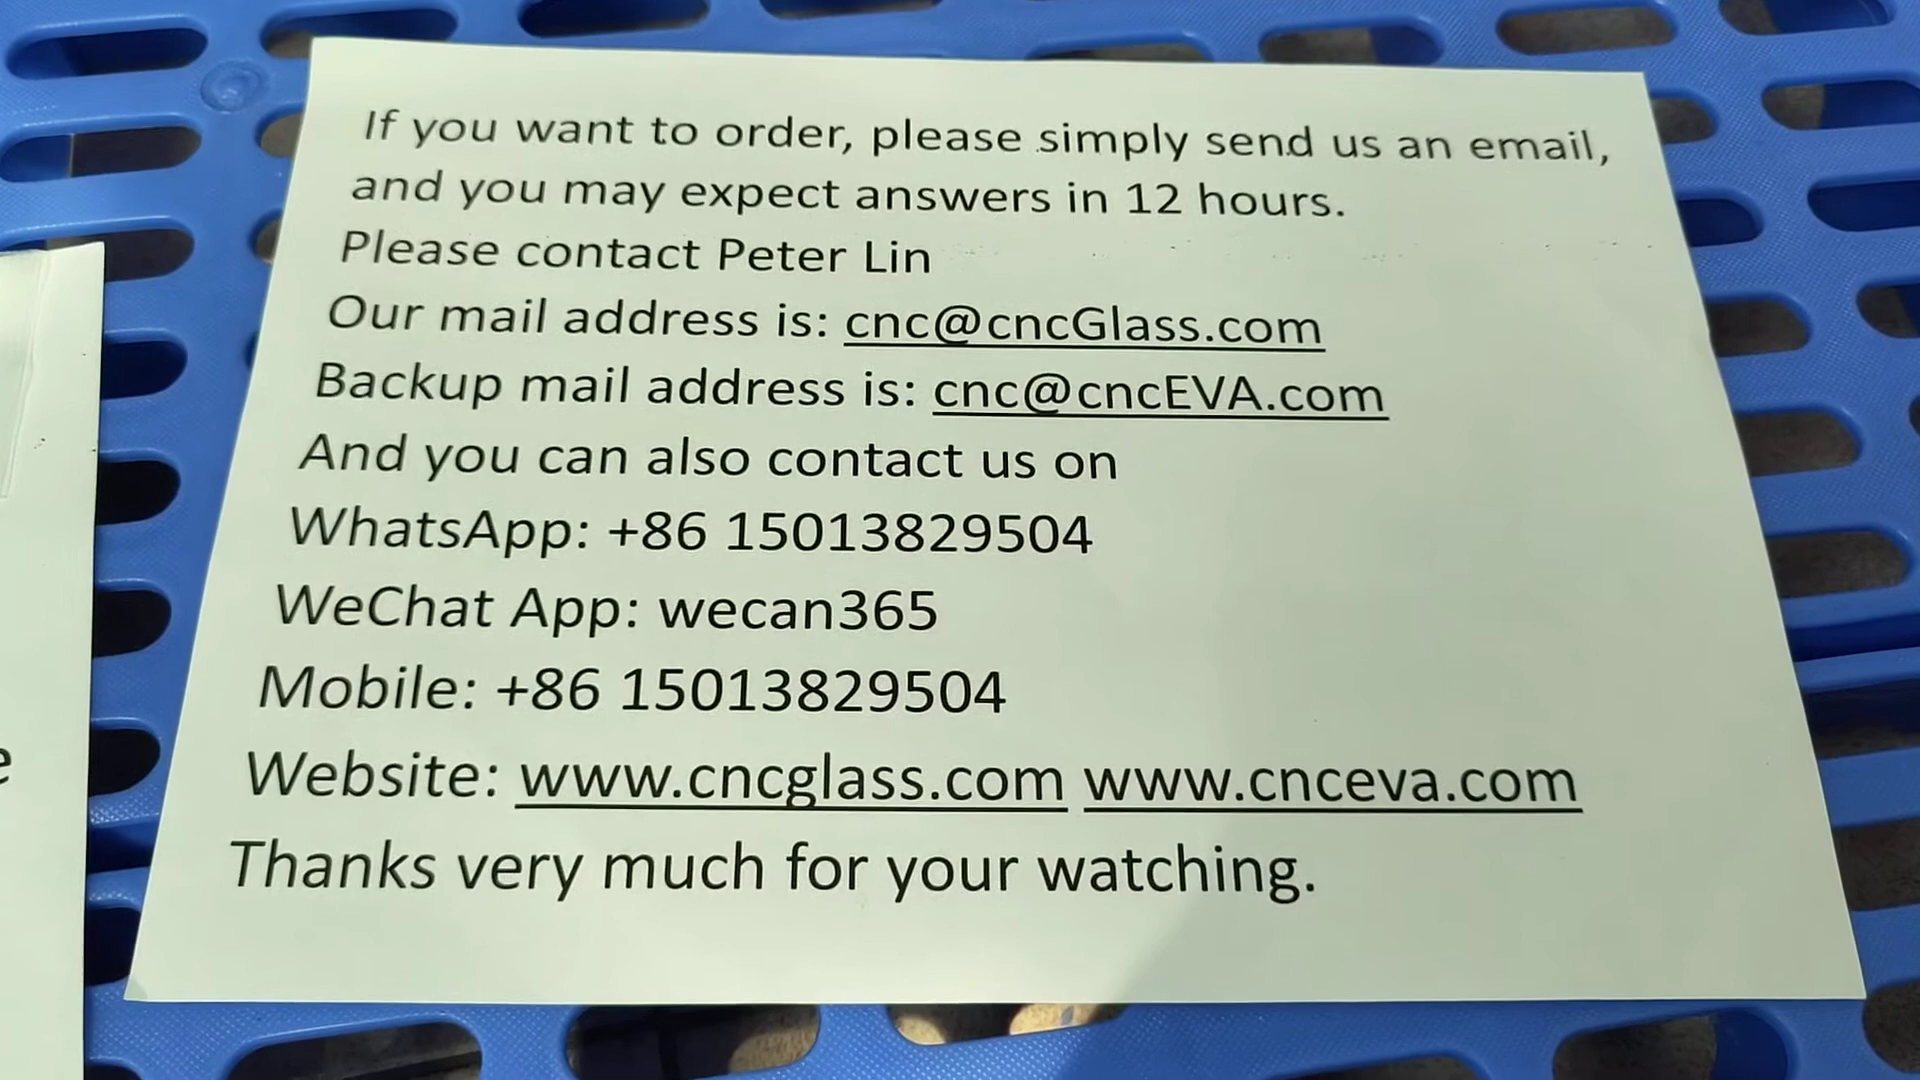 If you want to order, please simply send us an email,
and you may expect answers in 12 hours.
Please contact Peter Lin
Our mail address is: cnc@cncGlass.com
Backup mail address is: cnc@cncEVA.com
And you can also contact us on
WhatsApp: +86 15013829504
WeChat App: wecan365
Mobile: +86 15013829504
Website: www.cncglass.com www.cnceva.com
Thanks very much for your watching.